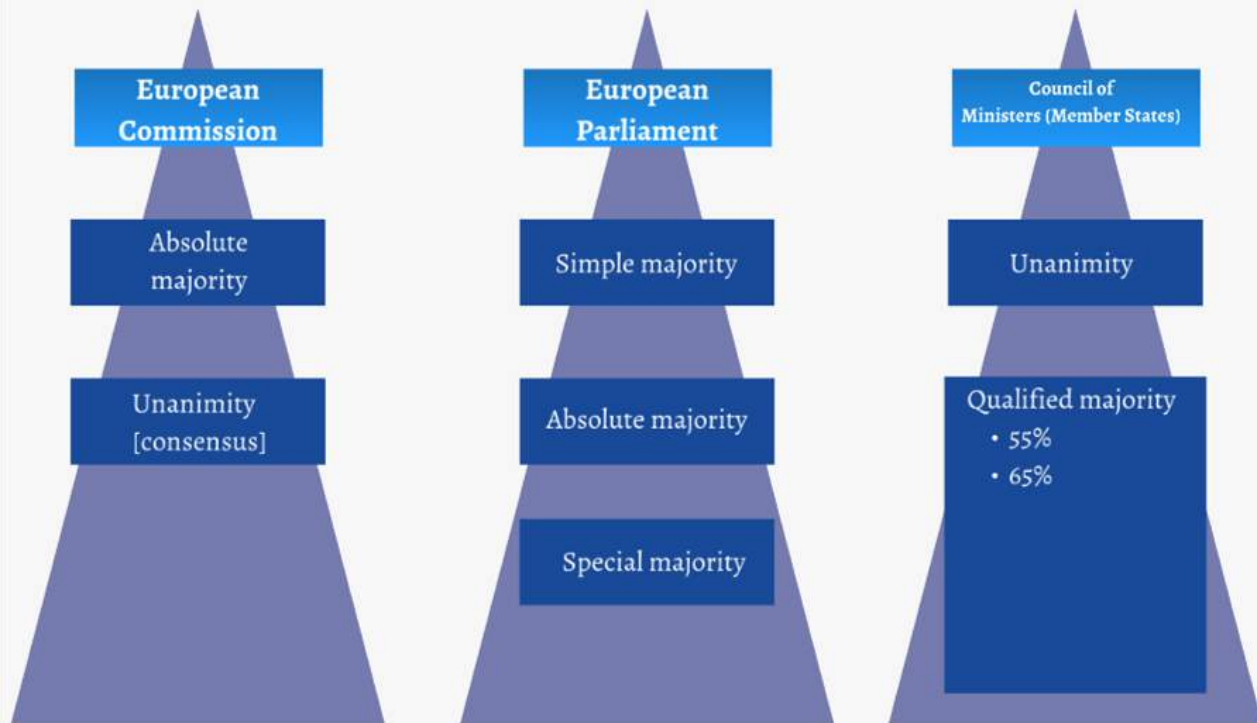 European
Commission
Absolute
majority
Unanimity
[consensus]
European
Parliament
Simple majority
Absolute majority
Special majority
Council of
Ministers (Member States)
Unanimity
Qualified majority
• 55%
• 65%